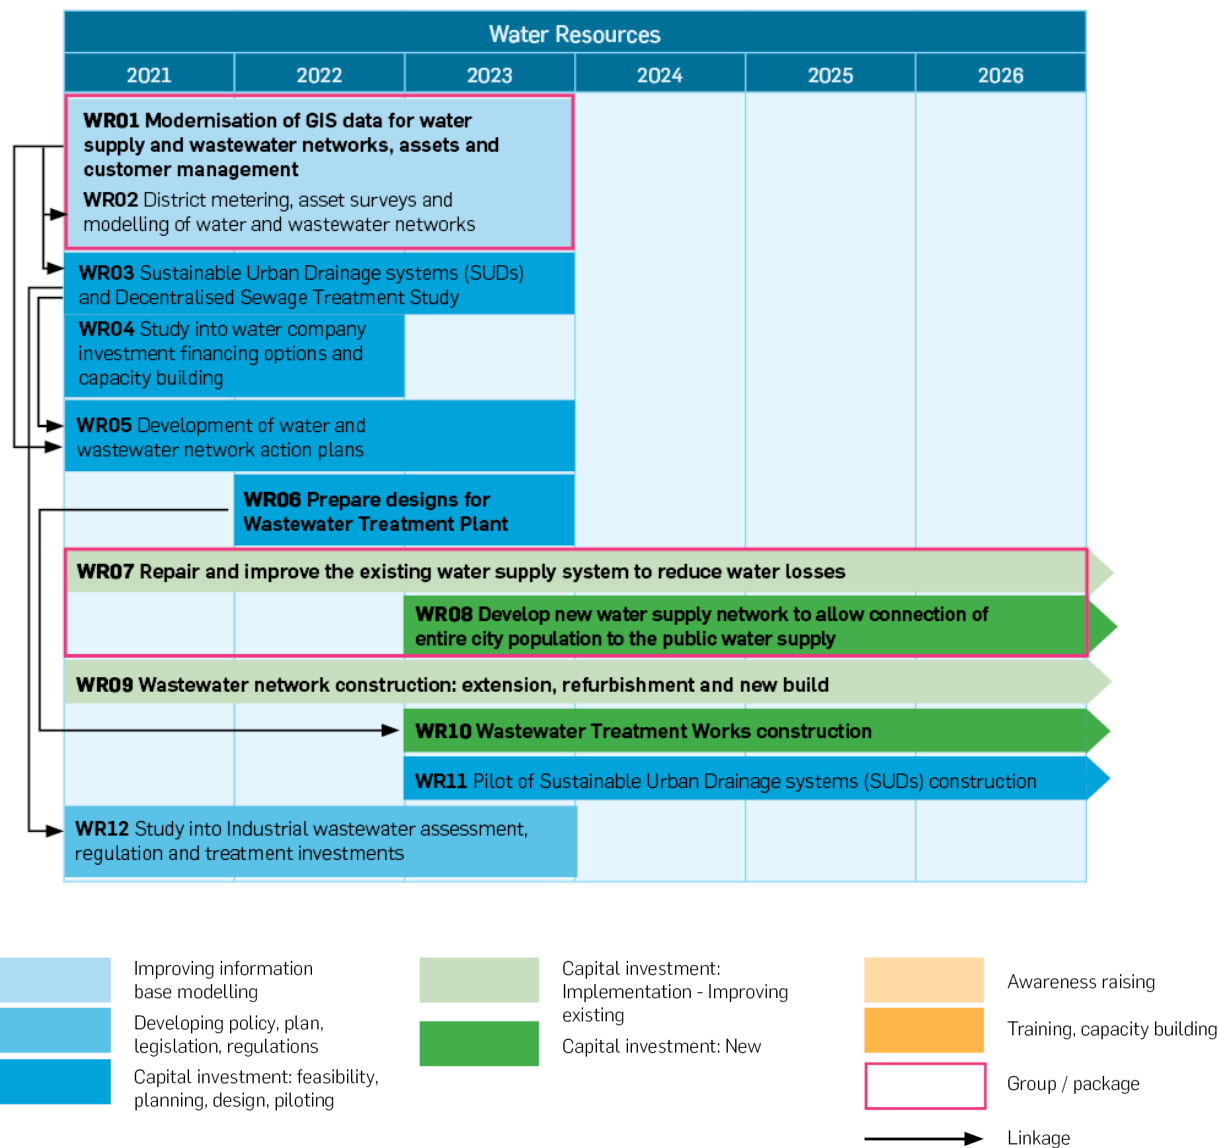 Water Resources
2021 2022 2023 2024 2025 2026
WR01 Modernisation of GIS data for water
supply and wastewater networks, assets and
customer management
WR02 District metering, asset surveys and
modelling of water and wastewater networks
WR03 Sustainable Urban Drainage systems (SUDs)
and Decentralised Sewage Treatment Study
WR04 Study into water company
investment financing options and
capacity building
WR05 Development of water and
wastewater network action plans
WR06 Prepare designs for
Wastewater Treatment Plant
WR07 Repair and improve the existing water supply system to reduce water losses
WR08 Develop new water supply network to allow connection of
entire city population to the public water supply
WR09 Wastewater network construction: extension, refurbishment and new build
WR10 Wastewater Treatment Works construction
WR11 Pilot of Sustainable Urban Drainage systems (SUDs) construction
WR12 Study into Industrial wastewater assessment,
regulation and treatment investments
Improving information
base modelling
Developing policy, plan,
legislation, regulations
Capital investment: feasibility,
planning, design, piloting
Capital investment:
Implementation - Improving
existing
Capital investment: New
Awareness raising
Training, capacity building
Group / package
Linkage